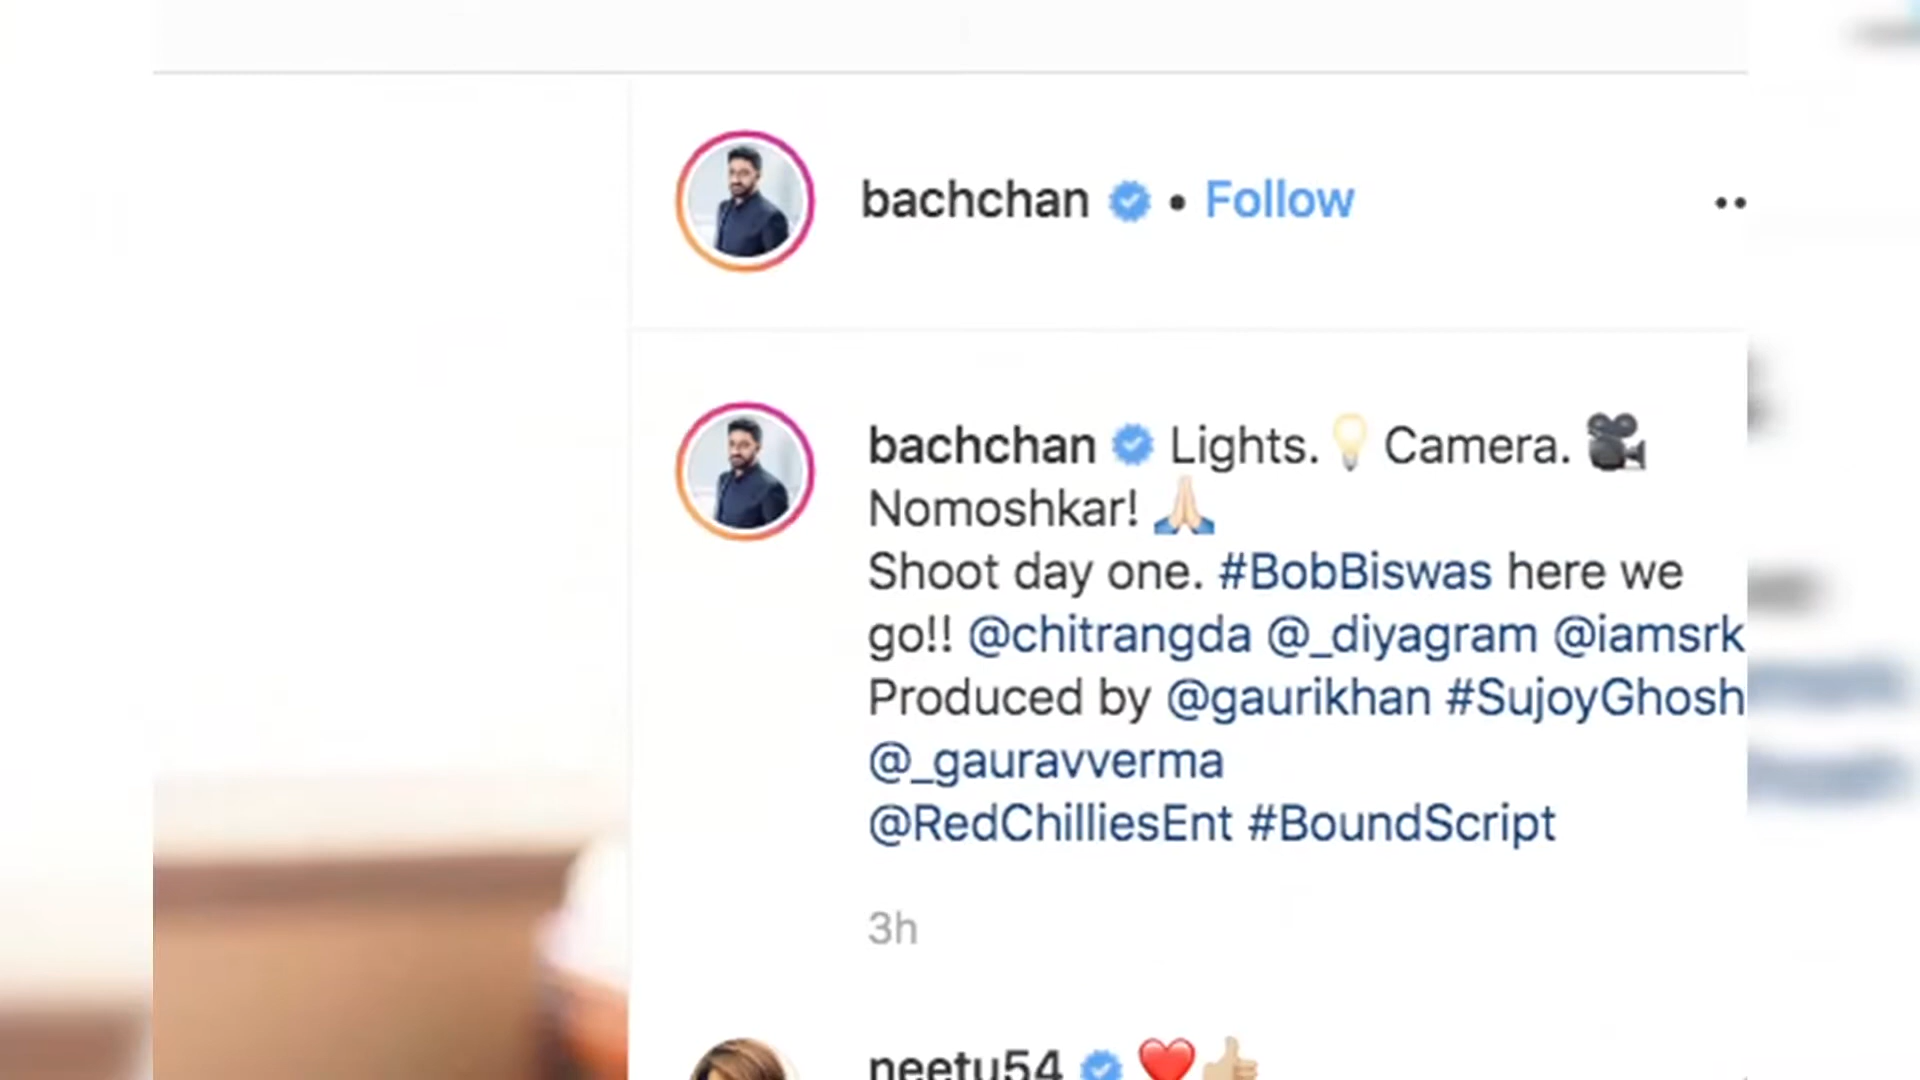 bachchan • Follow
bachchan Lights.💡 Camera. 🎥
Nomoshkar! 🙏🏻
Shoot day one. #BobBiswas here we
go!! @chitrangda @_diyagram @iamsrk
Produced by @gaurikhan #SujoyGhosh
@_gauravverma
@RedChilliesEnt #BoundScript
3h
neetu54 ❤️👍🏼